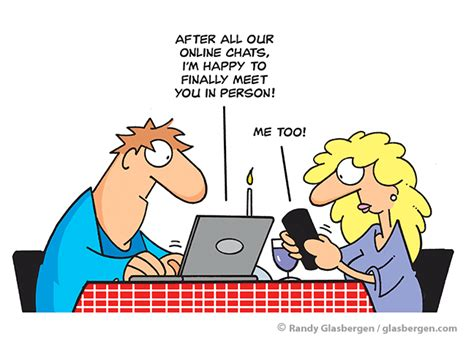 AFTER ALL OUR
ONLINE CHATS,
I'M HAPPY TO
FINALLY MEET
YOU IN PERSON!
ME TOO!
© Randy Glasbergen / glasbergen.com